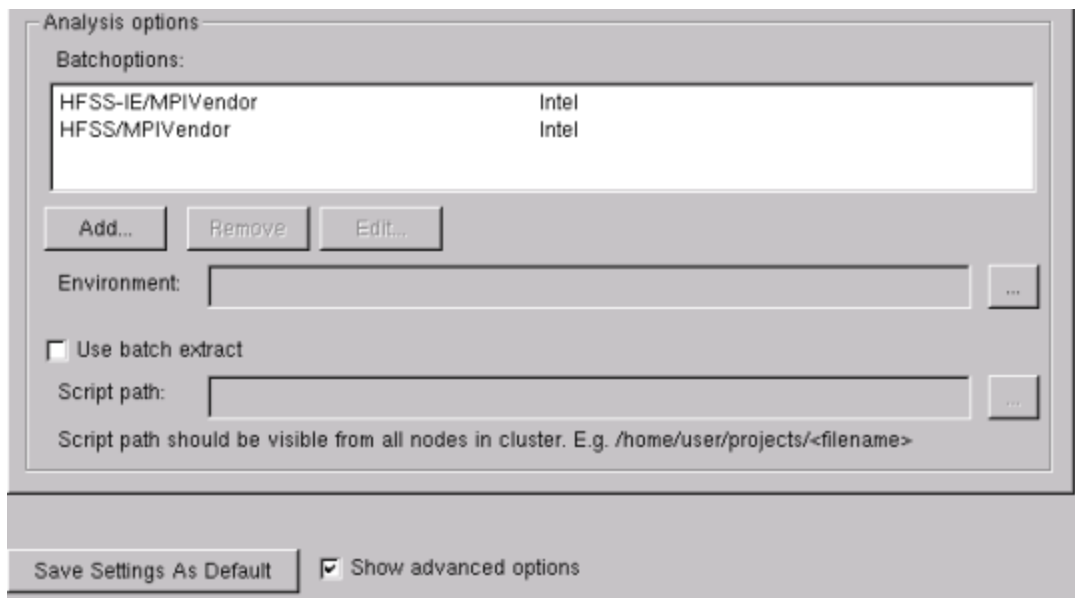 Analysis options
Batchoptions:
HFSS-IE/MPIVendor Intel
HFSS/MPIVendor Intel
Add... Remove Edit...
Environment: ...
Use batch extract
Script path: ...
Script path should be visible from all nodes in cluster. E.g. /home/user/projects/<filename>
Save Settings As Default Show advanced options